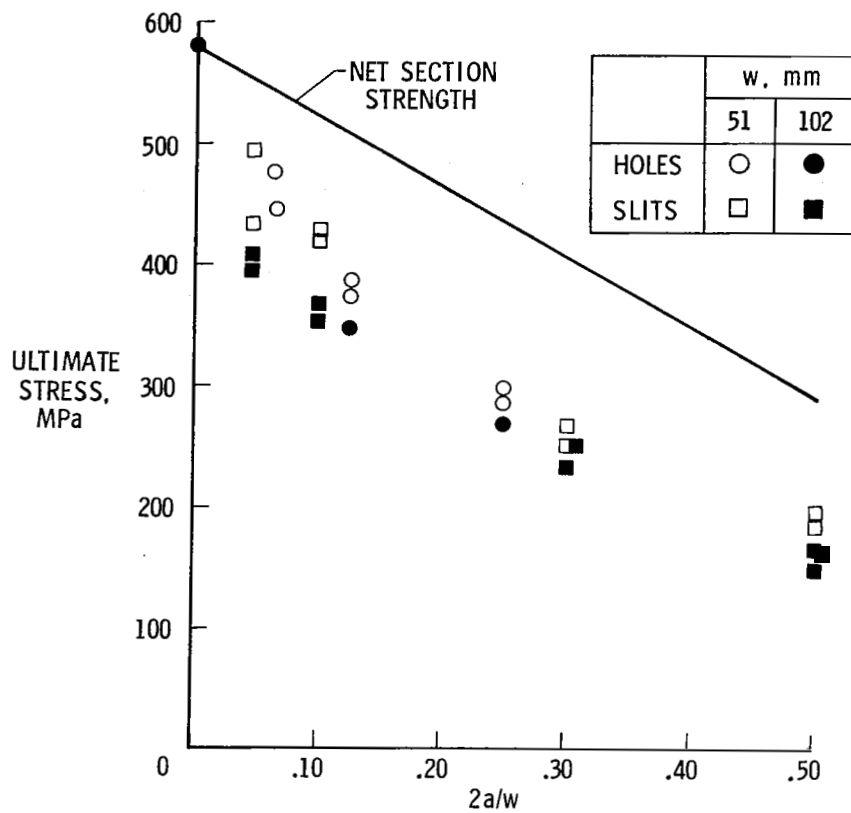 600
500
400
300
200
100
0
ULTIMATE
STRESS,
MPa
NET SECTION
STRENGTH
w, mm
51 102
HOLES
SLITS
.10 .20 .30 .40 .50
2a/w